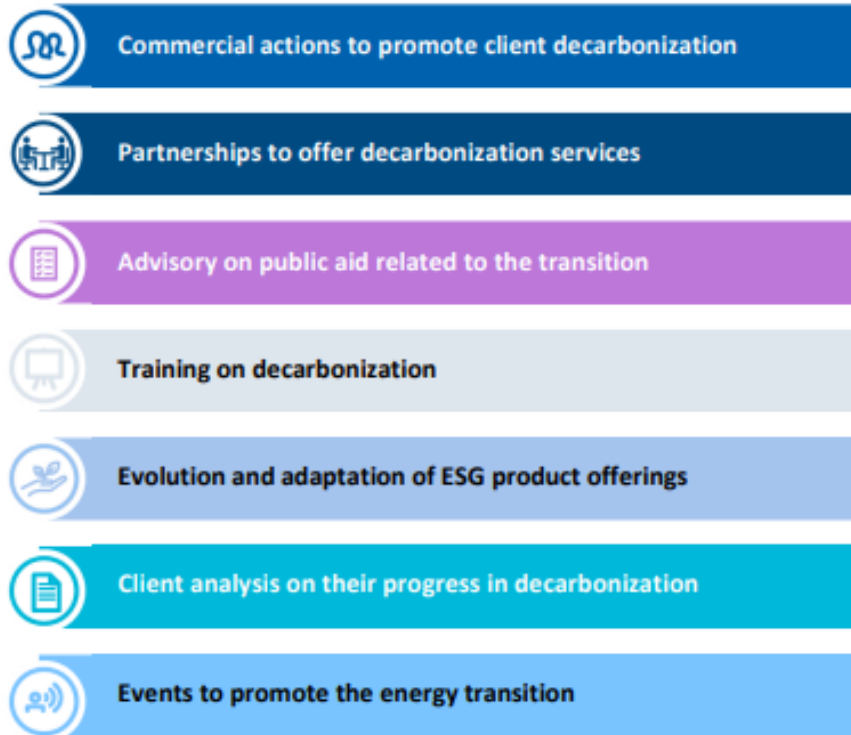 Commercial actions to promote client decarbonization
Partnerships to offer decarbonization services
Advisory on public aid related to the transition
Training on decarbonization
Evolution and adaptation of ESG product offerings
Client analysis on their progress in decarbonization
Events to promote the energy transition